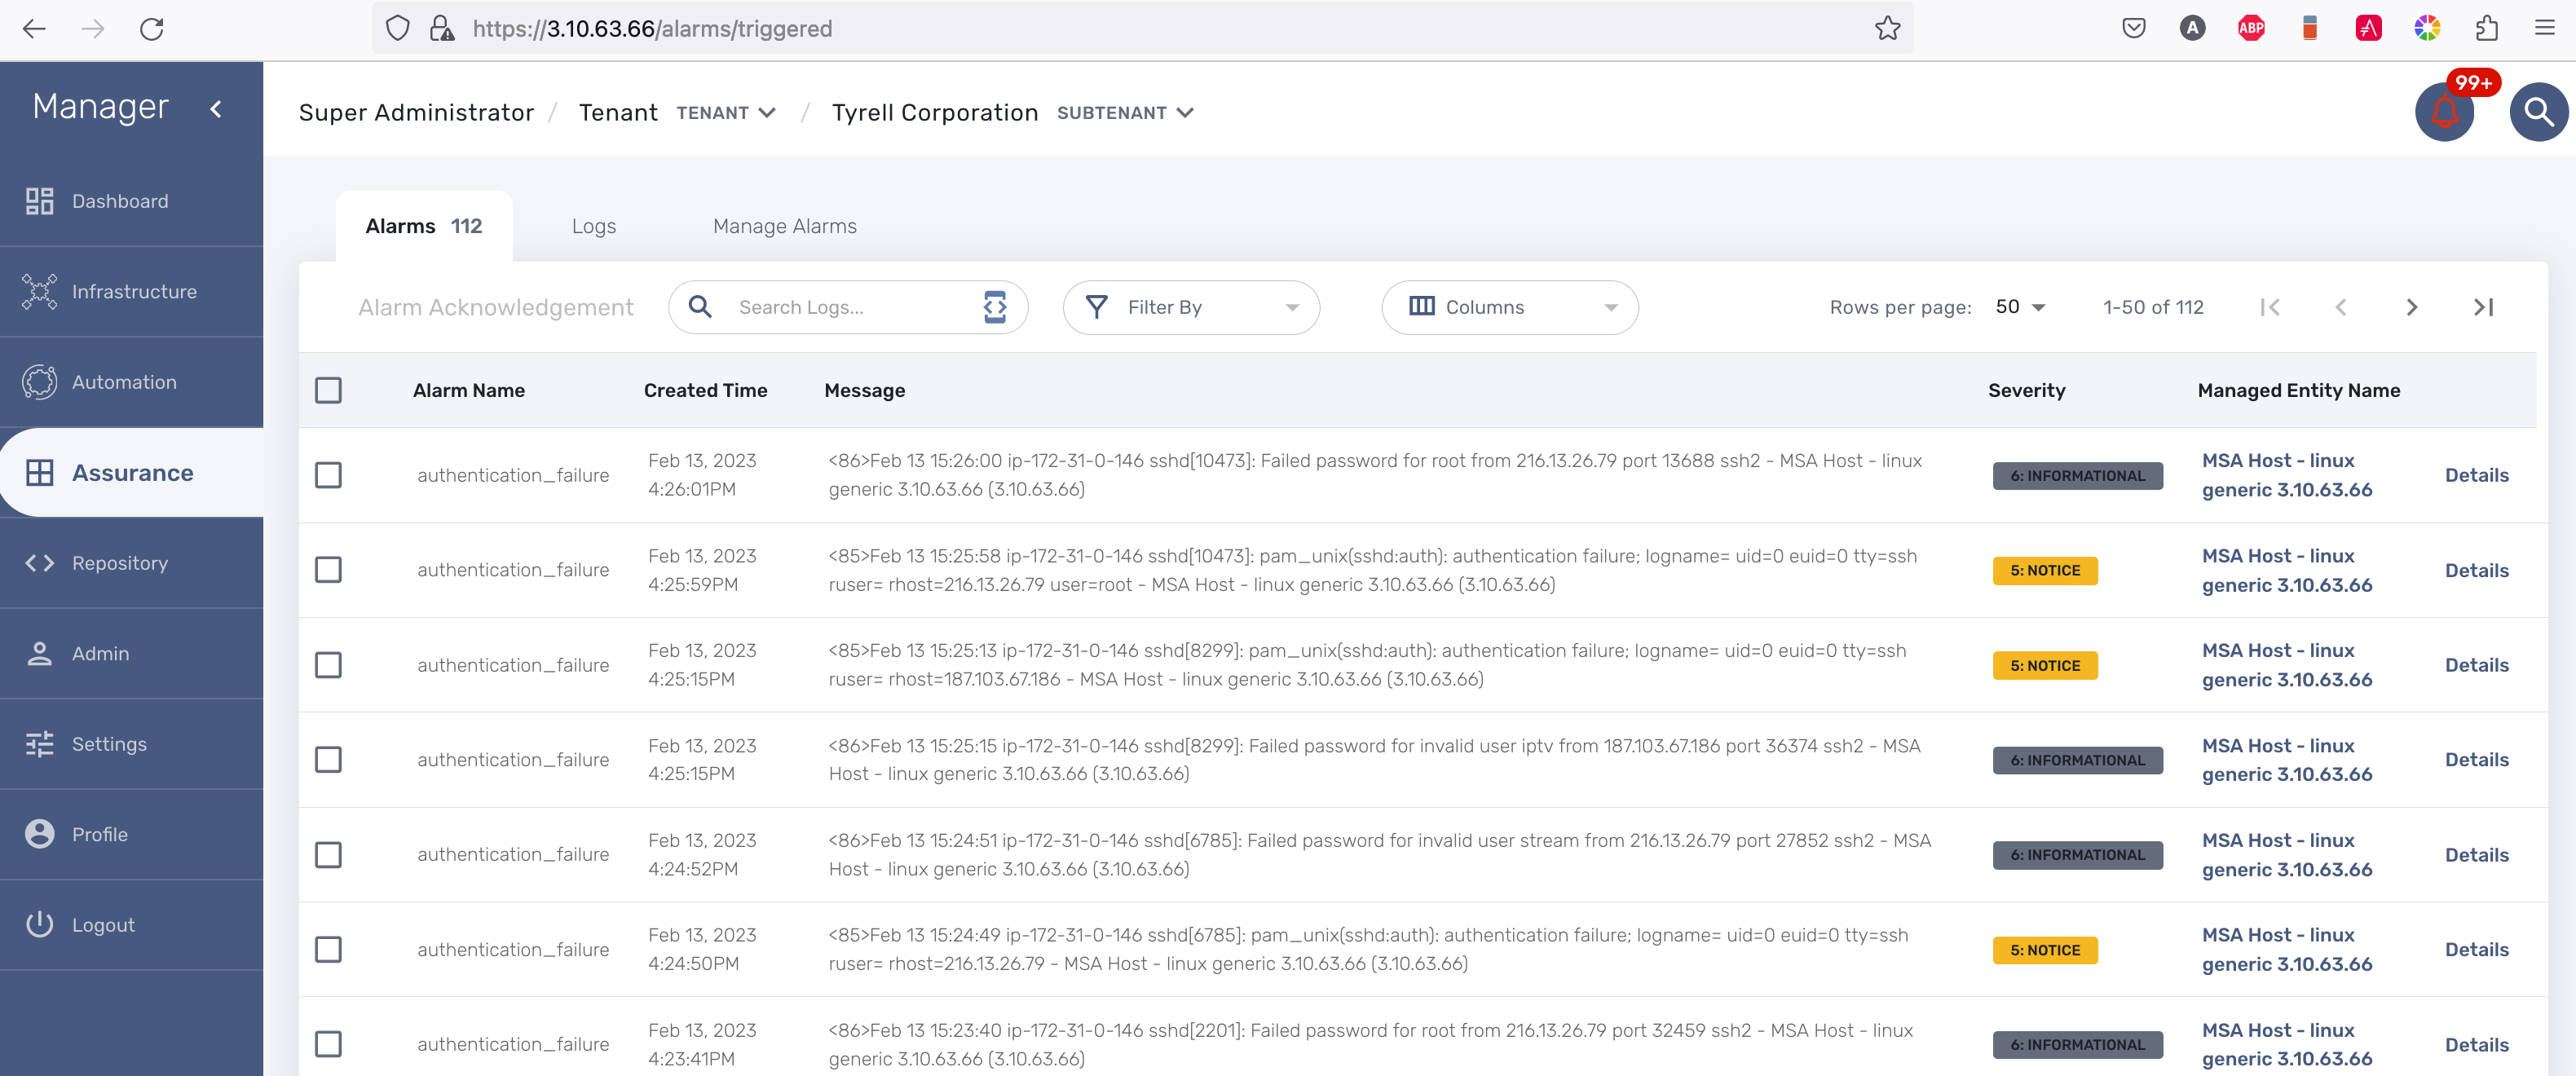 https://3.10.63.66/alarms/triggered
A
ABP
Manager
Super Administrator / Tenant TENANT / Tyrell Corporation SUBTENANT
99+
Dashboard
Infrastructure
Automation
Assurance
Repository
Admin
Settings
Profile
Logout
Alarms 112
Logs
Manage Alarms
Alarm Acknowledgement
Search Logs...
Filter By
Columns
Rows per page: 50
1-50 of 112
Alarm Name Created Time Message Severity Managed Entity Name
authentication_failure
Feb 13, 2023
4:26:01PM
<86>Feb 13 15:26:00 ip-172-31-0-146 sshd[10473]: Failed password for root from 216.13.26.79 port 13688 ssh2 - MSA Host - linux
generic 3.10.63.66 (3.10.63.66)
6: INFORMATIONAL
MSA Host - linux
generic 3.10.63.66
Details
authentication_failure
Feb 13, 2023
4:25:59PM
<85>Feb 13 15:25:58 ip-172-31-0-146 sshd[10473]: pam_unix(sshd:auth): authentication failure; logname= uid=0 euid=0 tty=ssh
ruser= rhost=216.13.26.79 user=root - MSA Host - linux generic 3.10.63.66 (3.10.63.66)
5: NOTICE
MSA Host - linux
generic 3.10.63.66
Details
authentication_failure
Feb 13, 2023
4:25:15PM
<85>Feb 13 15:25:13 ip-172-31-0-146 sshd[8299]: pam_unix(sshd:auth): authentication failure; logname= uid=0 euid=0 tty=ssh
ruser= rhost=187.103.67.186 - MSA Host - linux generic 3.10.63.66 (3.10.63.66)
5: NOTICE
MSA Host - linux
generic 3.10.63.66
Details
authentication_failure
Feb 13, 2023
4:25:15PM
<86>Feb 13 15:25:15 ip-172-31-0-146 sshd[8299]: Failed password for invalid user iptv from 187.103.67.186 port 36374 ssh2 - MSA
Host - linux generic 3.10.63.66 (3.10.63.66)
6: INFORMATIONAL
MSA Host - linux
generic 3.10.63.66
Details
authentication_failure
Feb 13, 2023
4:24:52PM
<86>Feb 13 15:24:51 ip-172-31-0-146 sshd[6785]: Failed password for invalid user stream from 216.13.26.79 port 27852 ssh2 - MSA
Host - linux generic 3.10.63.66 (3.10.63.66)
6: INFORMATIONAL
MSA Host - linux
generic 3.10.63.66
Details
authentication_failure
Feb 13, 2023
4:24:50PM
<85>Feb 13 15:24:49 ip-172-31-0-146 sshd[6785]: pam_unix(sshd:auth): authentication failure; logname= uid=0 euid=0 tty=ssh
ruser= rhost=216.13.26.79 - MSA Host - linux generic 3.10.63.66 (3.10.63.66)
5: NOTICE
MSA Host - linux
generic 3.10.63.66
Details
authentication_failure
Feb 13, 2023
4:23:41PM
<86>Feb 13 15:23:40 ip-172-31-0-146 sshd[2201]: Failed password for root from 216.13.26.79 port 32459 ssh2 - MSA Host - linux
generic 3.10.63.66 (3.10.63.66)
6: INFORMATIONAL
MSA Host - linux
generic 3.10.63.66
Details